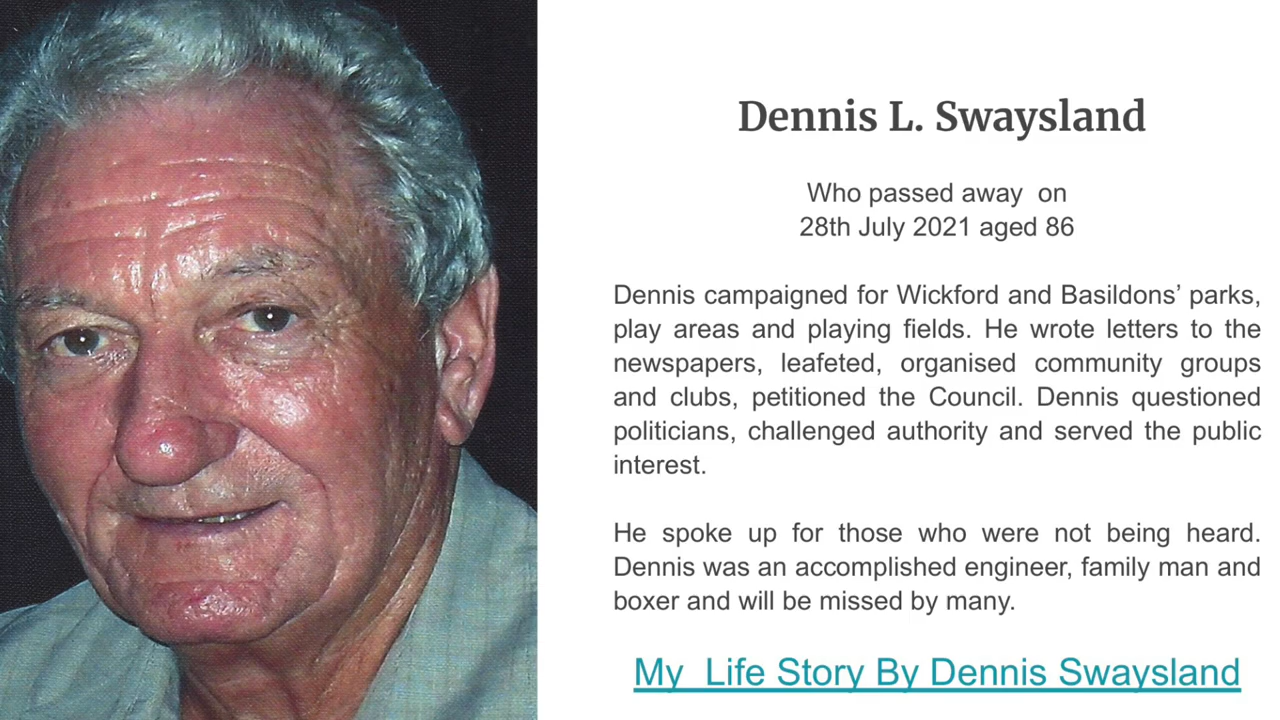 Dennis L. Swaysland
Who passed away on
28th July 2021 aged 86
Dennis campaigned for Wickford and Basildons’ parks,
play areas and playing fields. He wrote letters to the
newspapers, leafeted, organised community groups
and clubs, petitioned the Council. Dennis questioned
politicians, challenged authority and served the public
interest.
He spoke up for those who were not being heard.
Dennis was an accomplished engineer, family man and
boxer and will be missed by many.
My Life Story By Dennis Swaysland